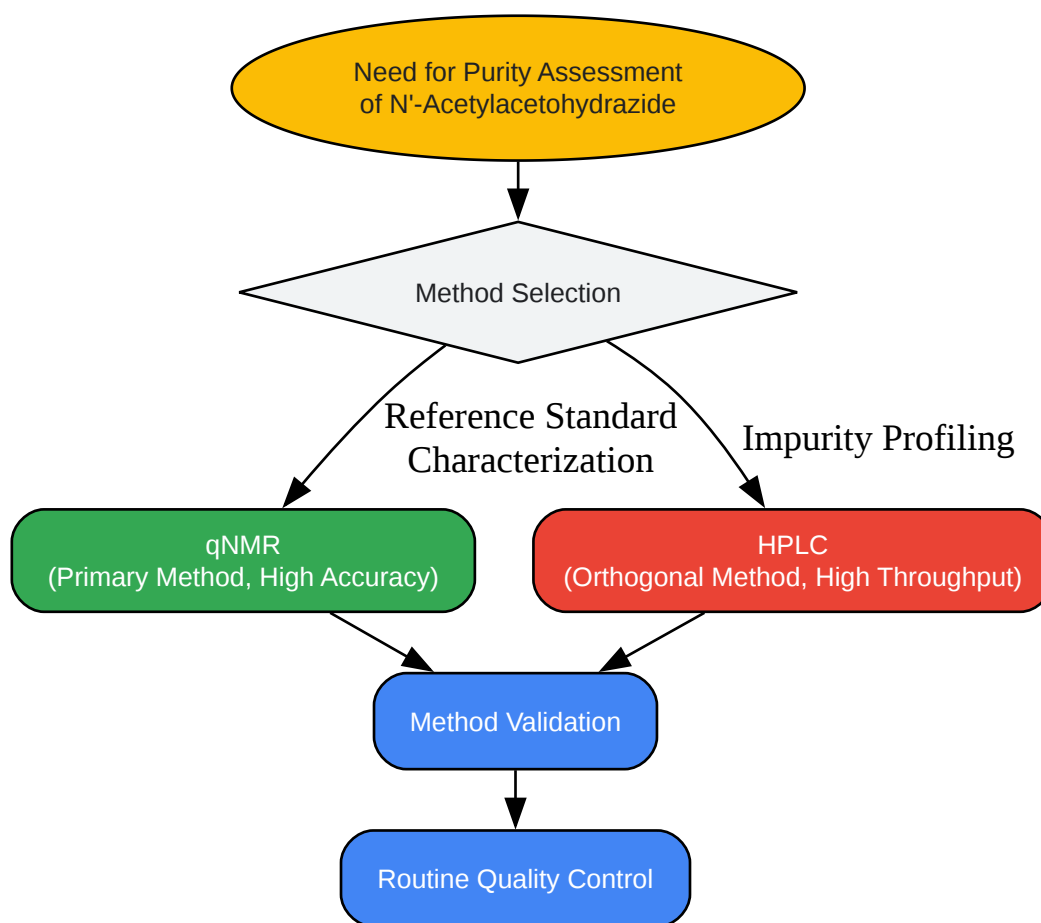 Need for Purity Assessment
of N'-Acetylacetohydrazide
Method Selection
Reference Standard
Characterization
Impurity Profiling
qNMR
(Primary Method, High Accuracy)
HPLC
(Orthogonal Method, High Throughput)
Method Validation
Routine Quality Control